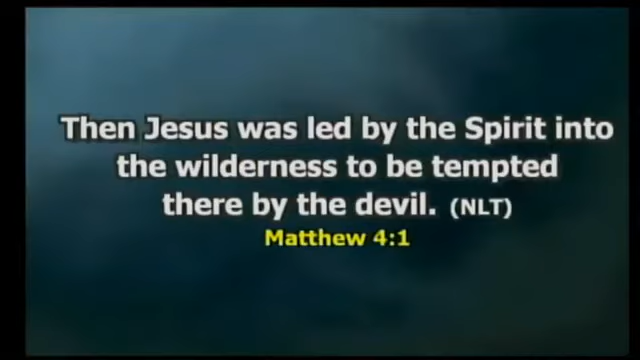 Then Jesus was led by the Spirit into
the wilderness to be tempted
there by the devil. (NLT)
Matthew 4:1